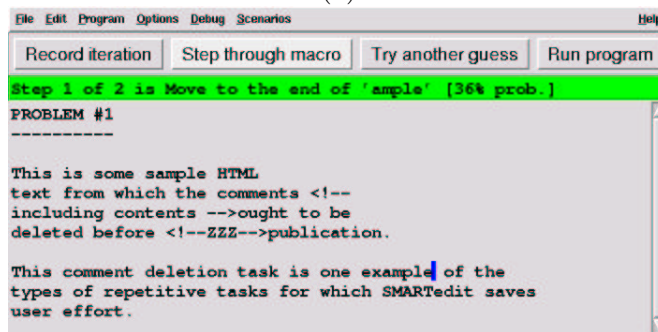 File Edit Program Options Debug Scenarios Help
Record iteration Step through macro Try another guess Run program
Step 1 of 2 is Move to the end of 'ample' [36% prob.]
PROBLEM #1
----------
This is some sample HTML
text from which the comments <!--
including contents -->ought to be
deleted before <!--ZZZ-->publication.
This comment deletion task is one example of the
types of repetitive tasks for which SMARTedit saves
user effort.